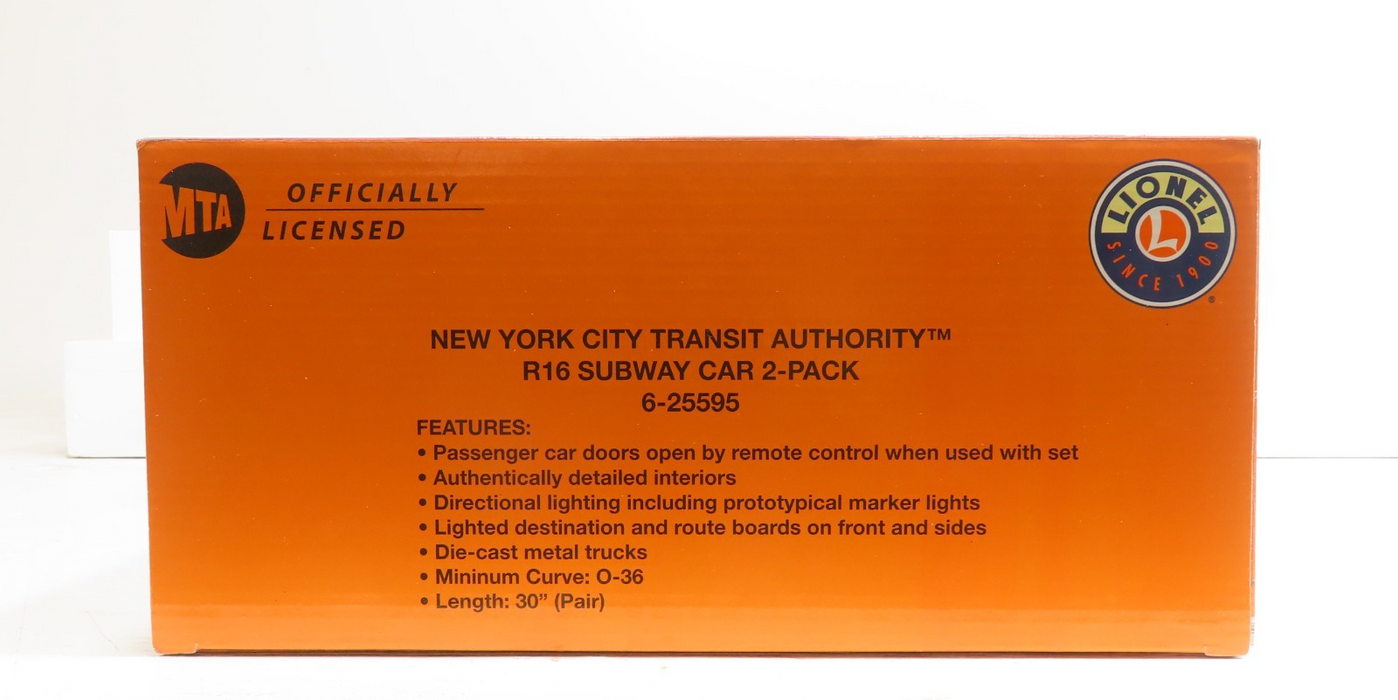 MTA
OFFICIALLY
LICENSED
LIONEL
L
SINCE 1900
®
NEW YORK CITY TRANSIT AUTHORITY™
R16 SUBWAY CAR 2-PACK
6-25595
FEATURES:
• Passenger car doors open by remote control when used with set
• Authentically detailed interiors
• Directional lighting including prototypical marker lights
• Lighted destination and route boards on front and sides
• Die-cast metal trucks
• Mininum Curve: O-36
• Length: 30” (Pair)